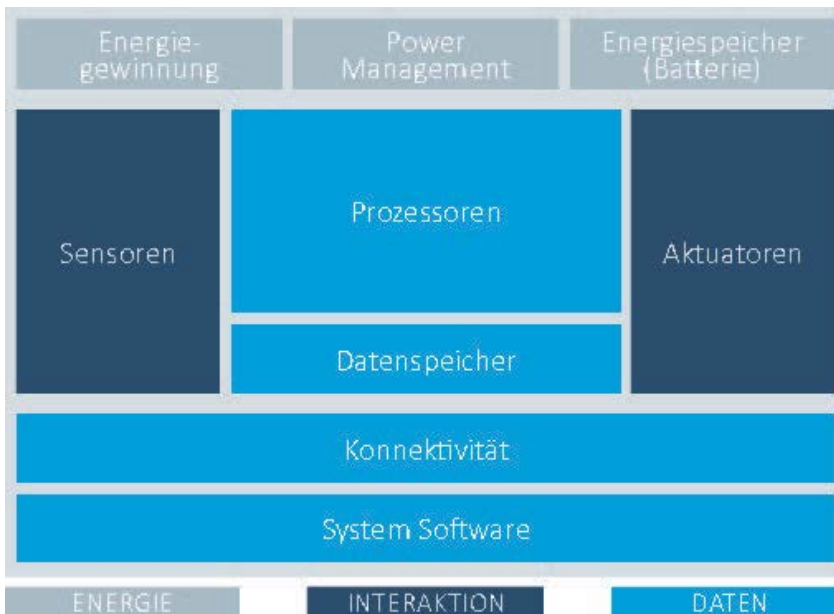 Energie-
gewinnung
Power
Management
Energiespeicher
(Batterie)
Sensoren
Prozessoren
Aktuatoren
Datenspeicher
Konnektivität
System Software
ENERGIE
INTERAKTION
DATEN